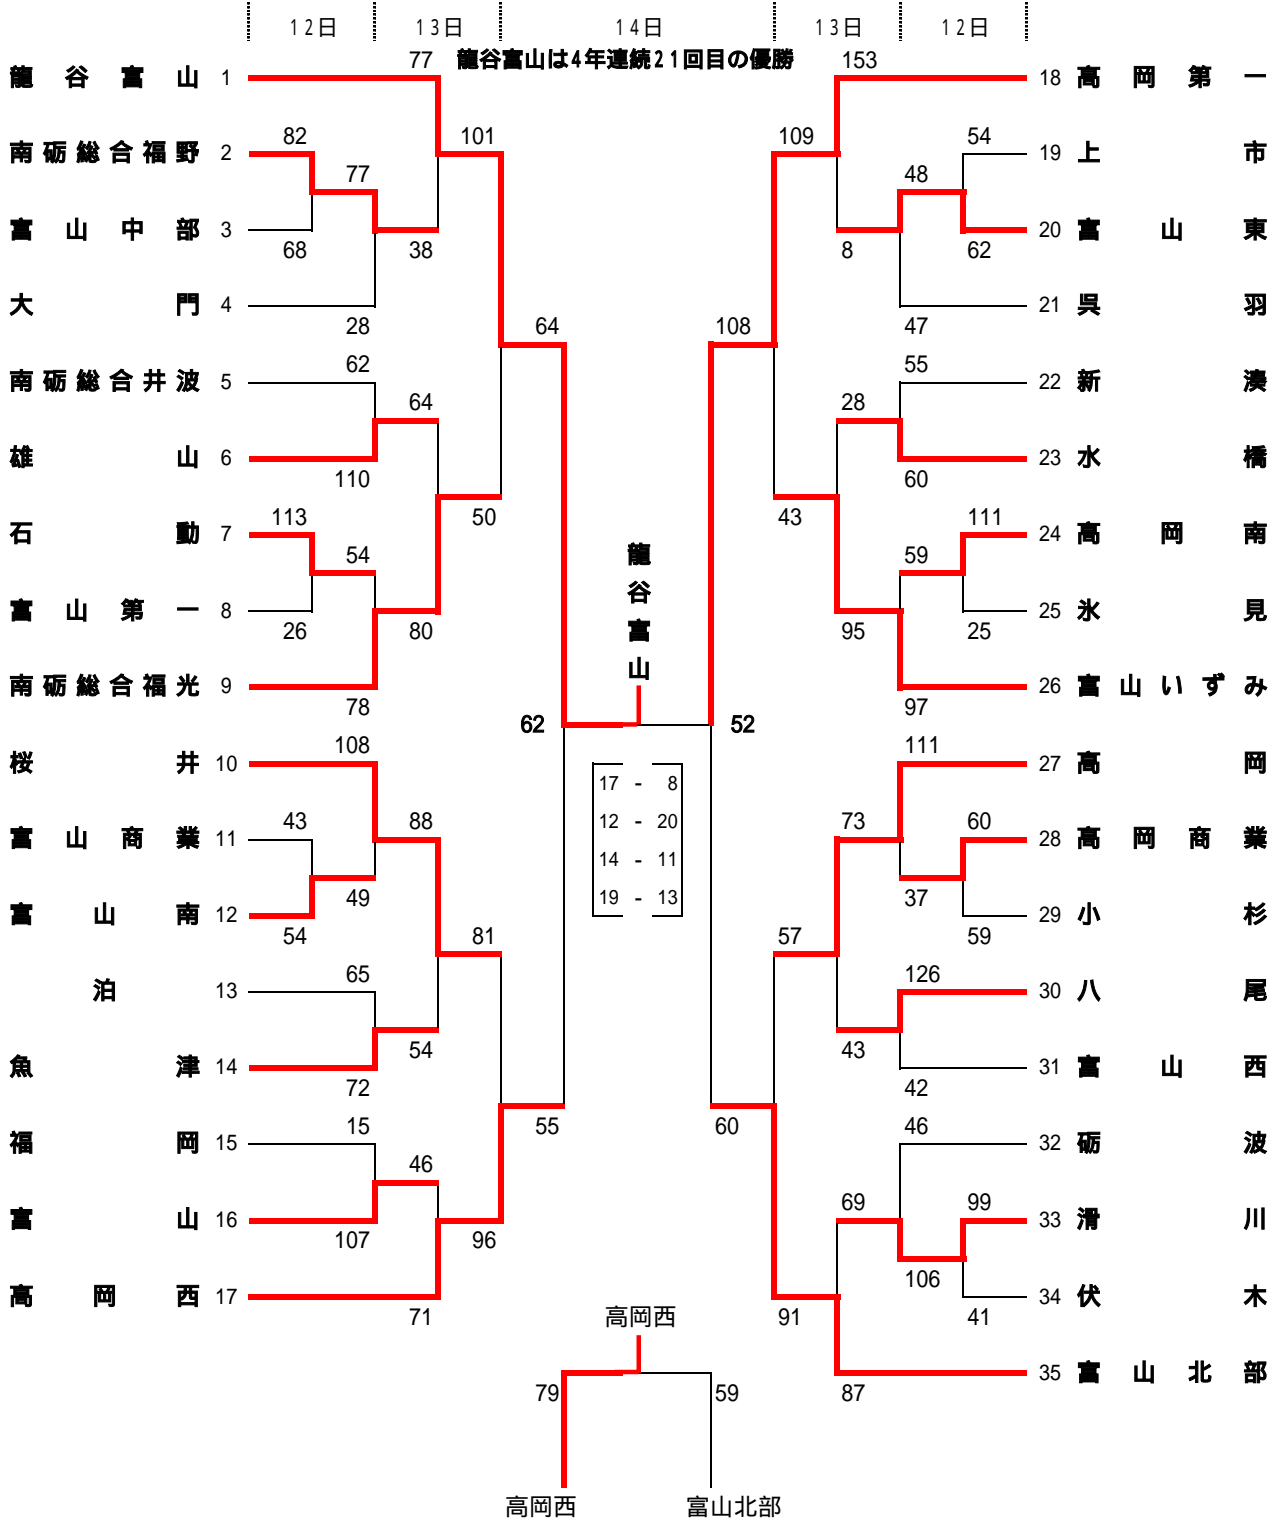 12日 13日 14日 13日 12日
龍谷富山は4年連続21回目の優勝
77 153
龍谷富山 1 18 高岡第一
82 101 109 54
南砺総合福野 2 19 上市
77 48
富山中部 3 20 富山東
68 38 8 62
大門 4 21 呉羽
28 64 108 47
62 55
南砺総合井波 5 22 新湊
64 28
雄山 6 23 水橋
110 60
113 50 43 111
石動 7 24 高岡南
54 59
龍谷富山
富山第一 8 25 氷見
26 80 95 25
南砺総合福光 9 26 富山いずみ
78 97
62 52
108 111
桜井 10 27 高岡
17 - 8
43 88 73 60
12 - 20
富山商業 11 28 高岡商業
14 - 11
49 37
19 - 13
富山南 12 29 小杉
54 81 57 59
65 126
泊 13 30 八尾
54 43
魚津 14 31 富山西
72 42
15 55 60 46
福岡 15 32 砺波
46 69 99
富山 16 33 滑川
107 96 106
高岡西 17 34 伏木
71 91 41
高岡西
35 富山北部
79 59 87
高岡西 富山北部